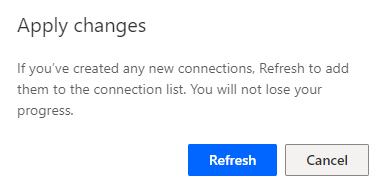 Apply changes
If you’ve created any new connections, Refresh to add
them to the connection list. You will not lose your
progress.
Refresh
Cancel